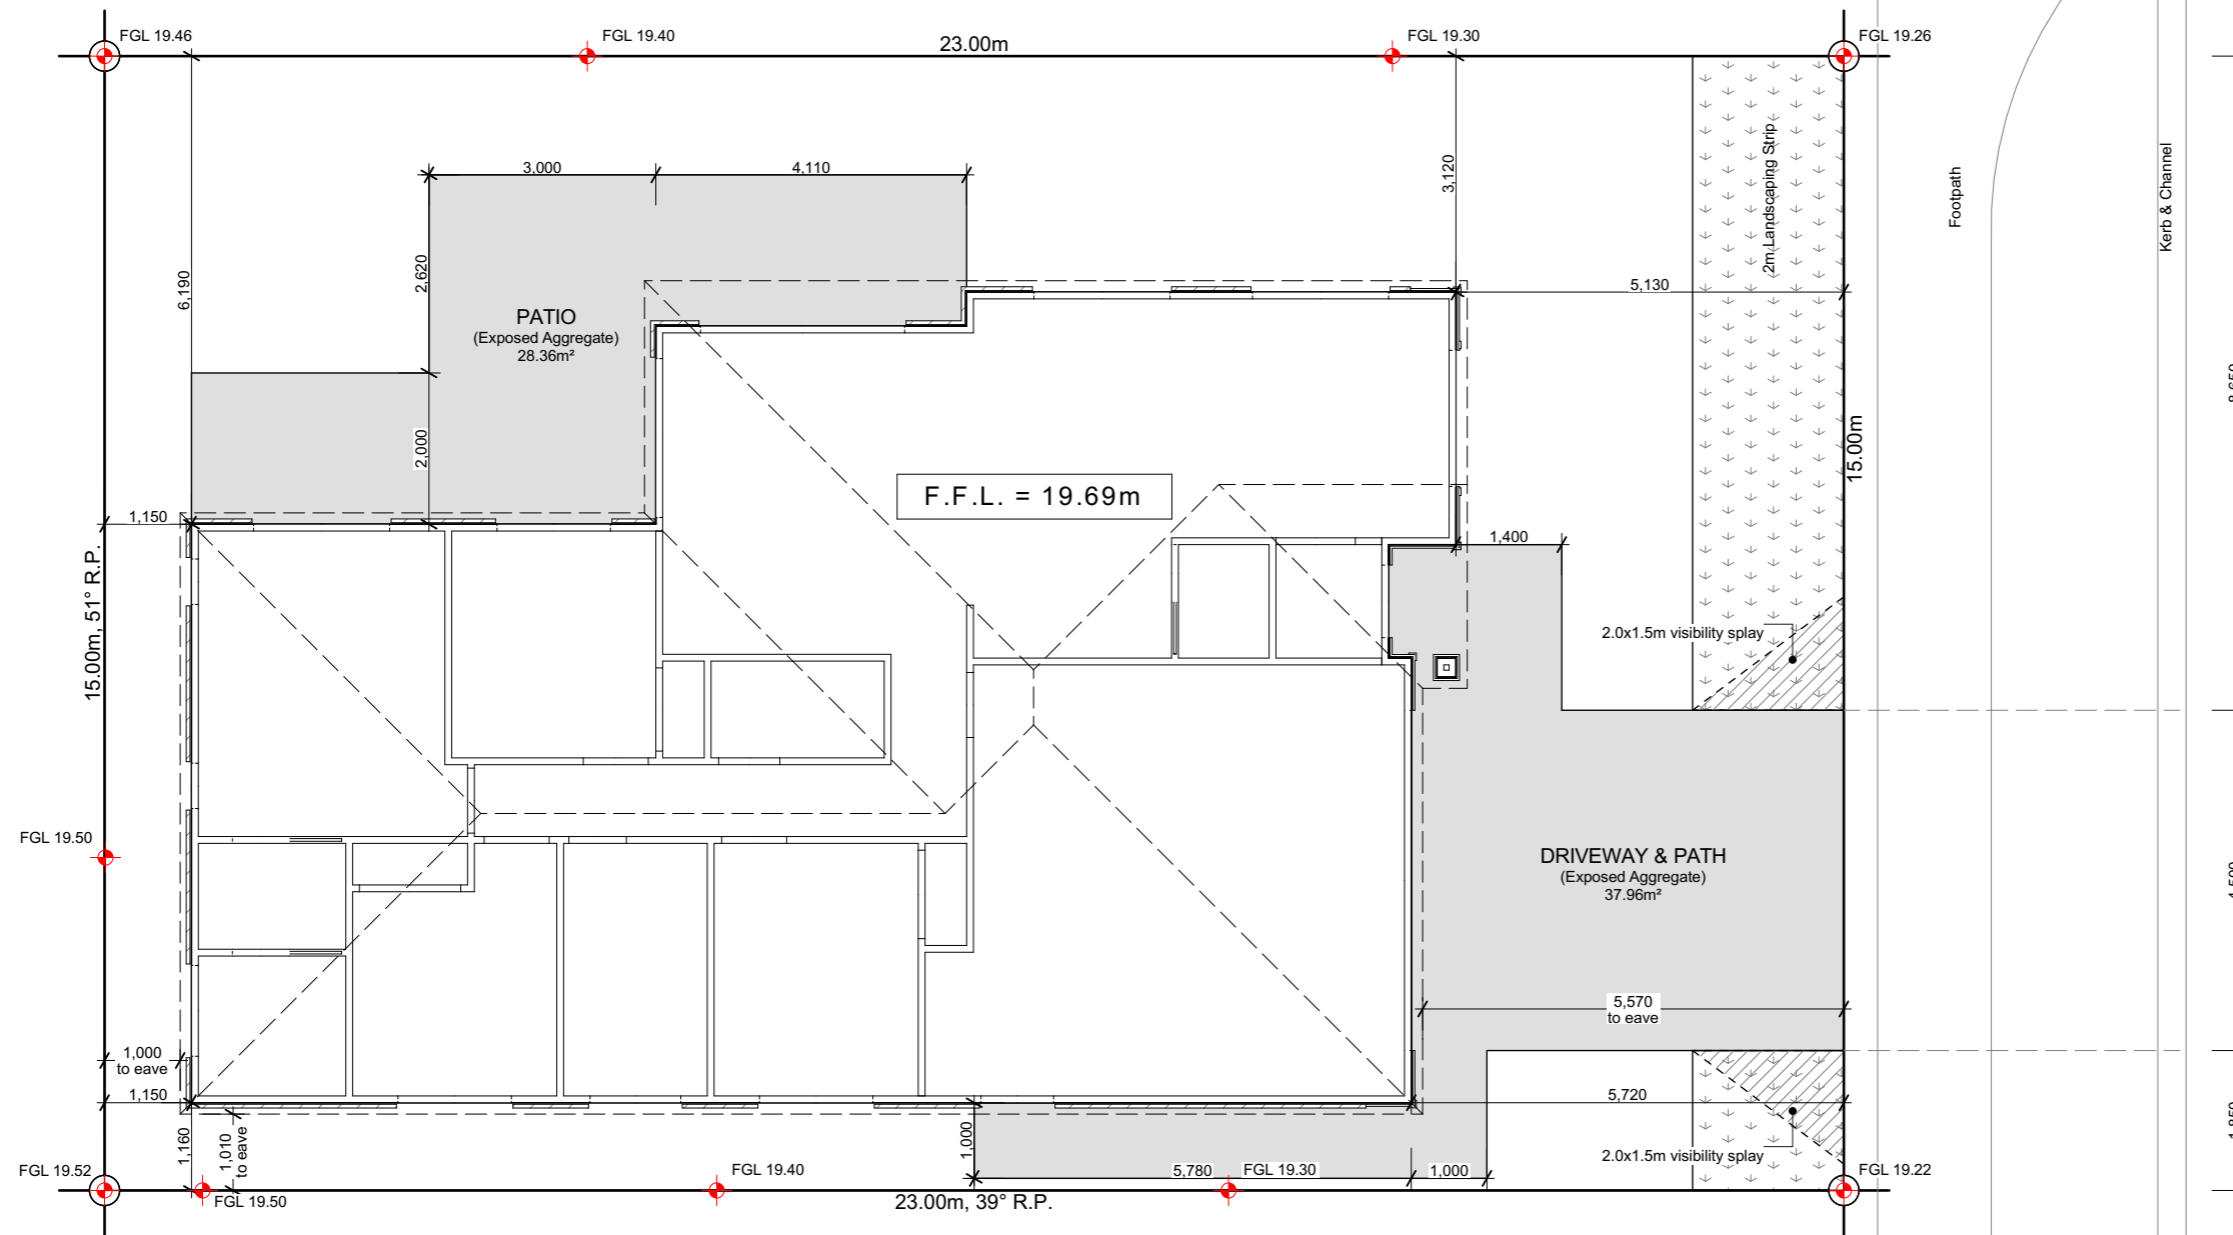 FGL 19.46
FGL 19.40
23.00m
FGL 19.30
FGL 19.26
3,000
4,110
3,120
2m Landscaping Strip
Footpath
Kerb & Channel
6,190
2,620
5,130
PATIO
(Exposed Aggregate)
28.36m²
2,000
15.00m
F.F.L. = 19.69m
1,150
1,400
15.00m, 51° R.P.
2.0x1.5m visibility splay
FGL 19.50
DRIVEWAY & PATH
(Exposed Aggregate)
37.96m²
5,570
to eave
1,000
to eave
1,150
5,720
1,160
1,010
to eave
1,000
2.0x1.5m visibility splay
FGL 19.52
FGL 19.50
FGL 19.40
5,780
FGL 19.30
1,000
FGL 19.22
23.00m, 39° R.P.